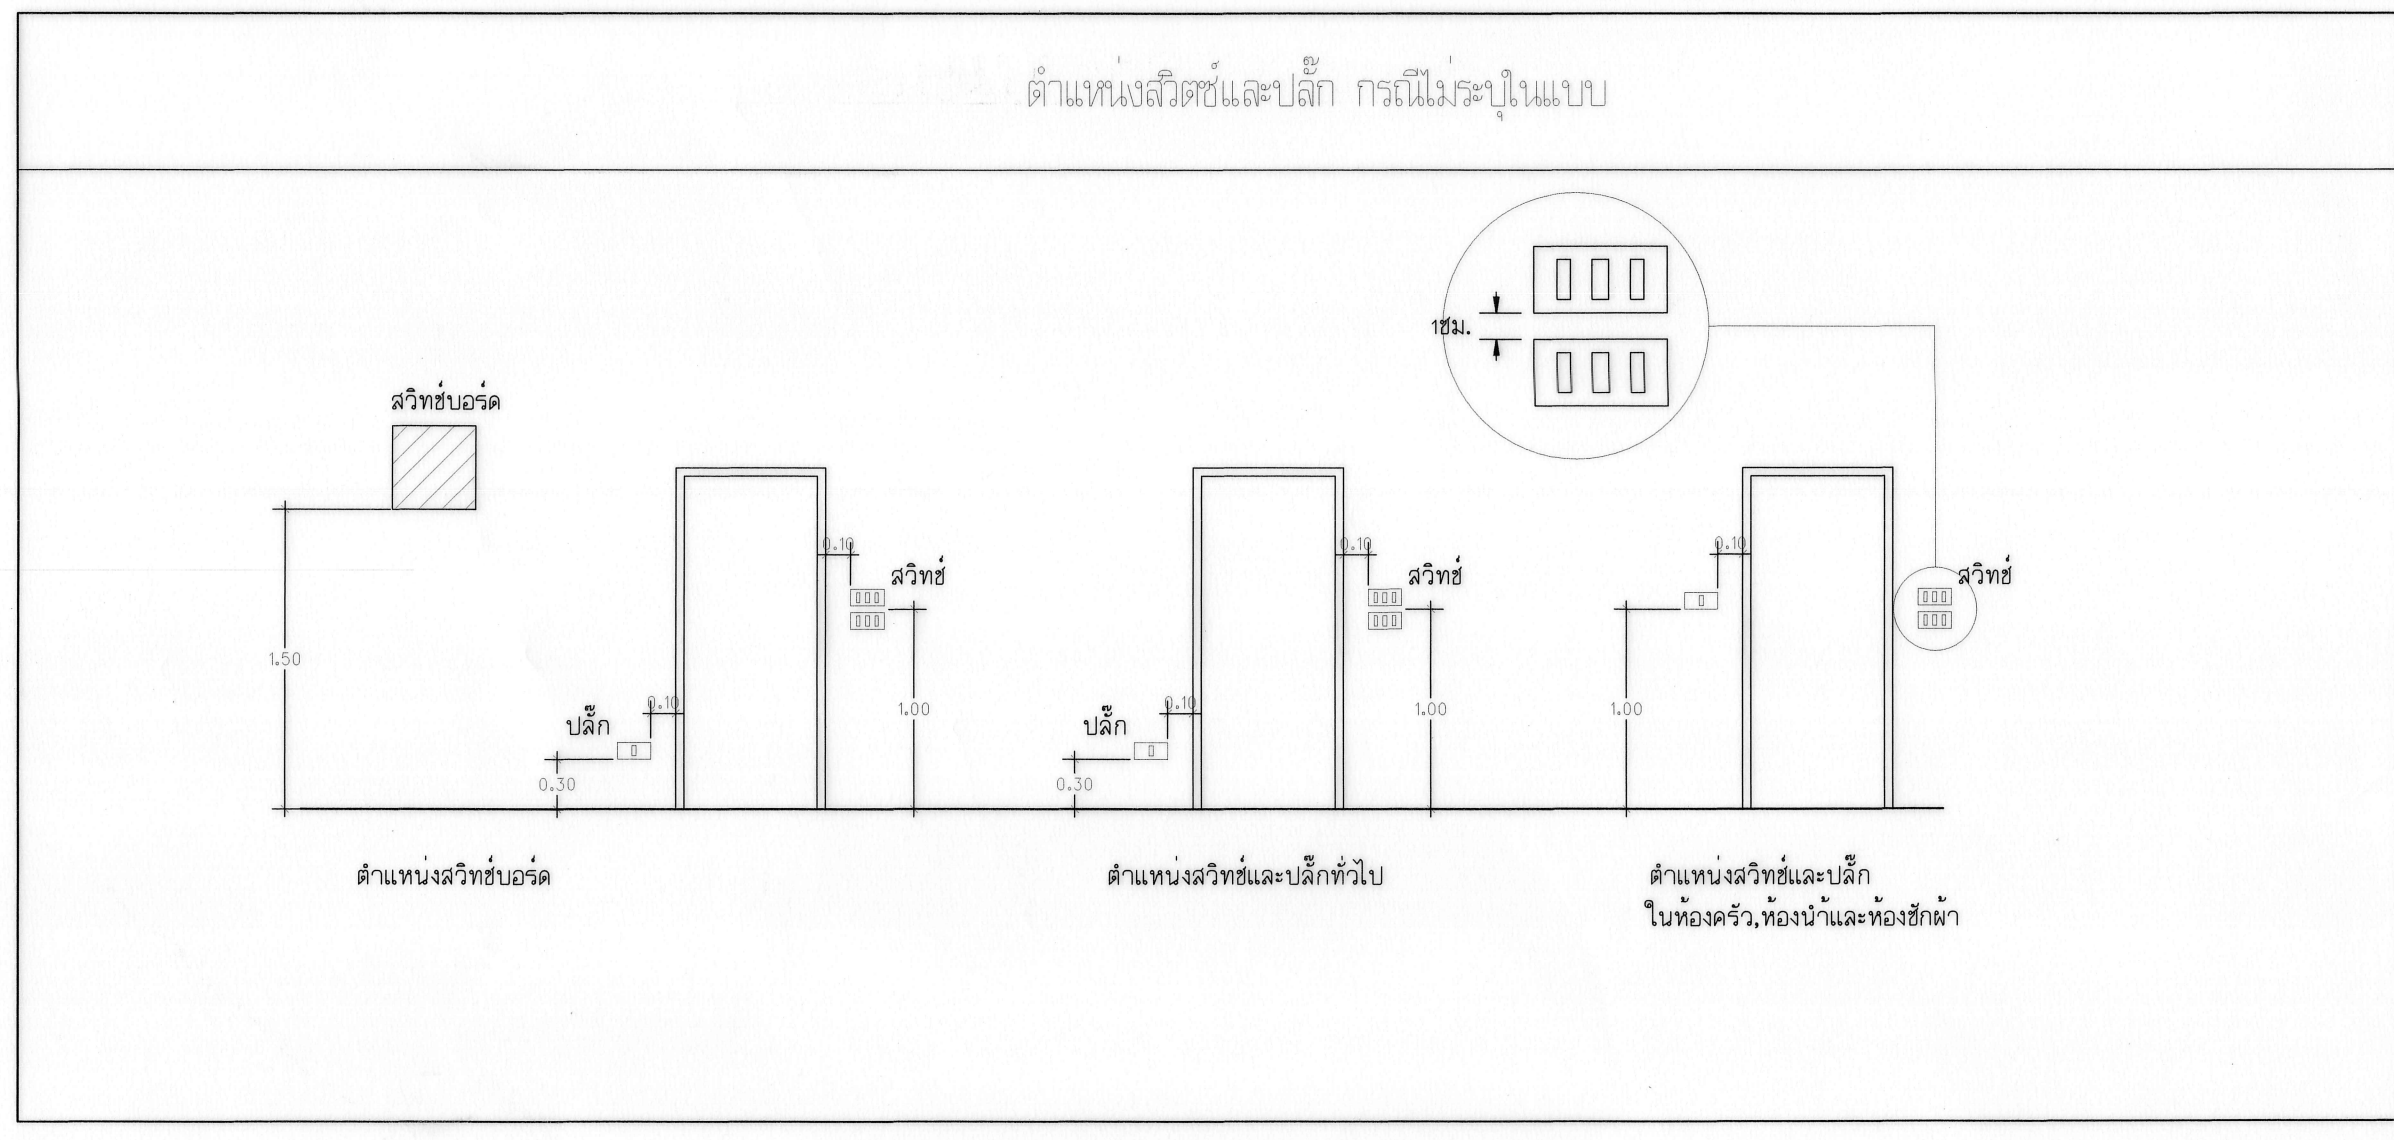 ตำแหน่งสวิตซ์และปลั๊ก กรณีไม่ระบุในแบบ
1ซม.
สวิทช์บอร์ด
0.10
0.10
0.10
สวิทช์
สวิทช์
สวิทช์
1.50
0.10
0.10
1.00
1.00
1.00
ปลั๊ก
ปลั๊ก
0.30
0.30
ตำแหน่งสวิทช์บอร์ด
ตำแหน่งสวิทช์และปลั๊กทั่วไป
ตำแหน่งสวิทช์และปลั๊ก
ในห้องครัว,ห้องน้ำและห้องซักผ้า